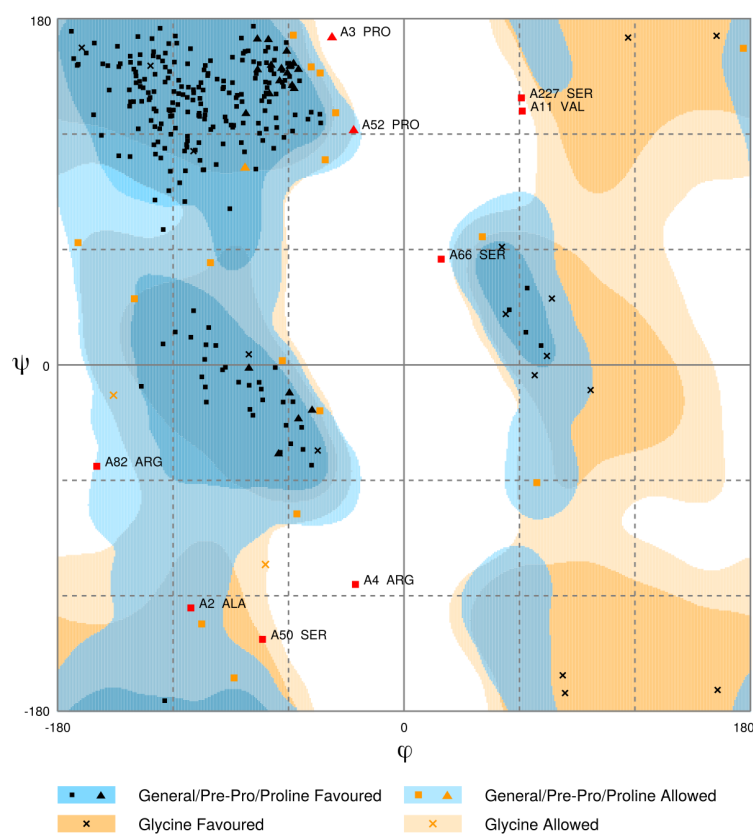 180
A3 PRO
A227 SER
A11 VAL
A52 PRO
A66 SER
ψ
0
A82 ARG
A4 ARG
A2 ALA
A50 SER
-180
-180
0
180
φ
General/Pre-Pro/Proline Favoured
General/Pre-Pro/Proline Allowed
Glycine Favoured
Glycine Allowed